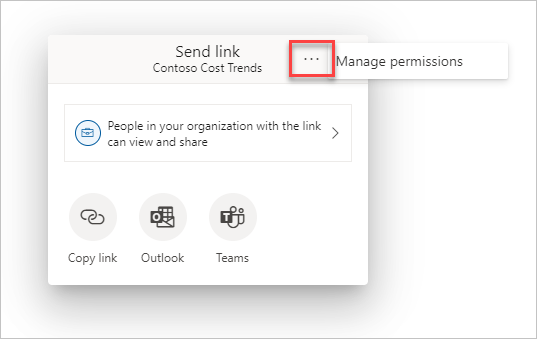 Send link
Contoso Cost Trends
...
Manage permissions
People in your organization with the link
can view and share
Copy link
Outlook
Teams